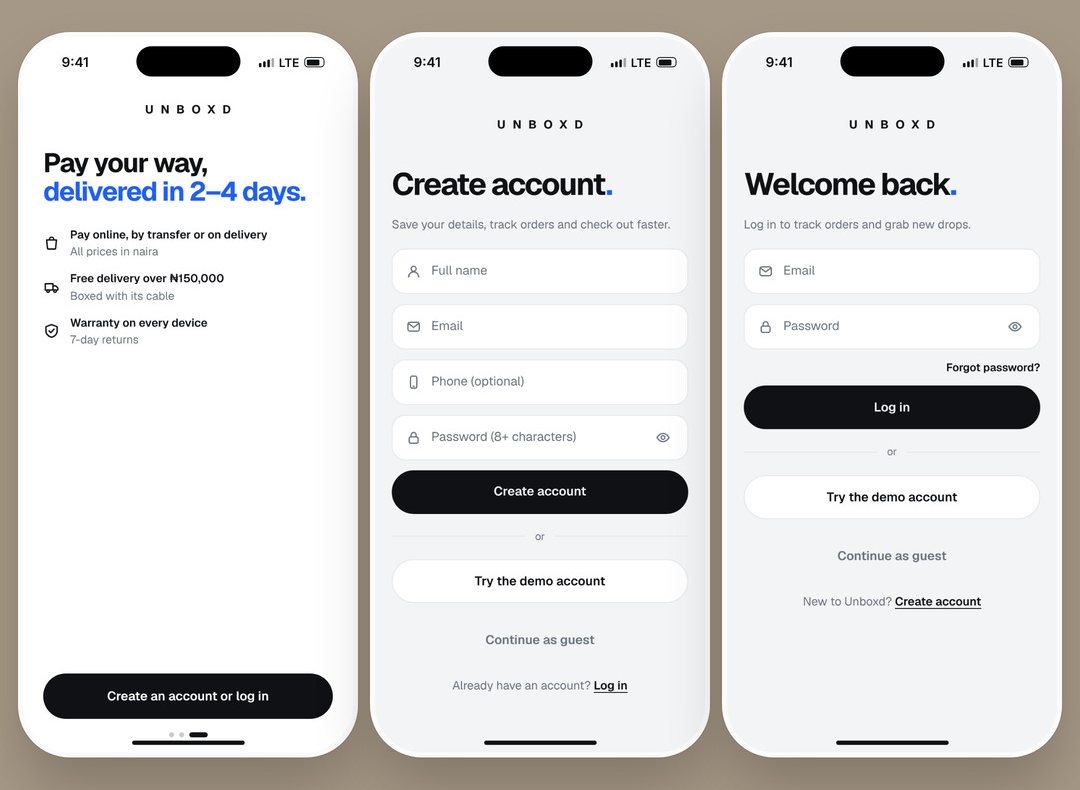 9:41
LTE
UNBOXD
Pay your way,
delivered in 2–4 days.
Pay online, by transfer or on delivery
All prices in naira
Free delivery over ₦150,000
Boxed with its cable
Warranty on every device
7-day returns
Create an account or log in
9:41
LTE
UNBOXD
Create account.
Save your details, track orders and check out faster.
Full name
Email
Phone (optional)
Password (8+ characters)
Create account
or
Try the demo account
Continue as guest
Already have an account? Log in
9:41
LTE
UNBOXD
Welcome back.
Log in to track orders and grab new drops.
Email
Password
Forgot password?
Log in
or
Try the demo account
Continue as guest
New to Unboxd? Create account